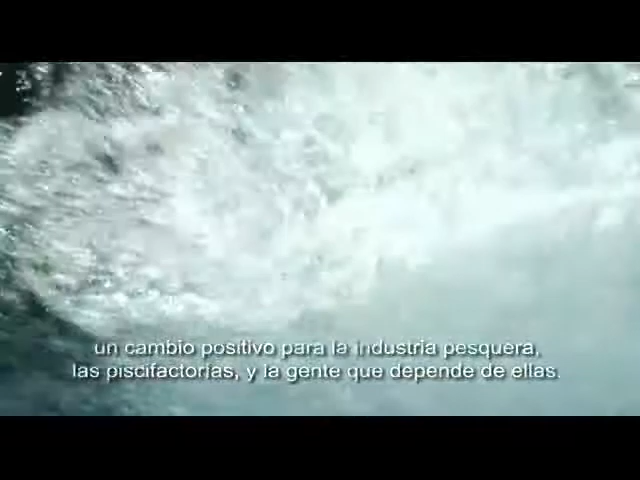 un cambio positivo para la industria pesquera,
las piscifactorías, y la gente que depende de ellas.